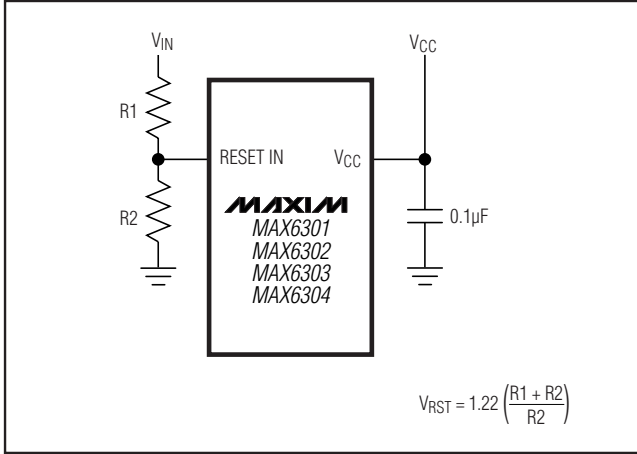 VIN
VCC
R1
RESET IN
VCC
R2
MAXIM
MAX6301
MAX6302
MAX6303
MAX6304
0.1µF
VRST = 1.22 (R1 + R2 / R2)